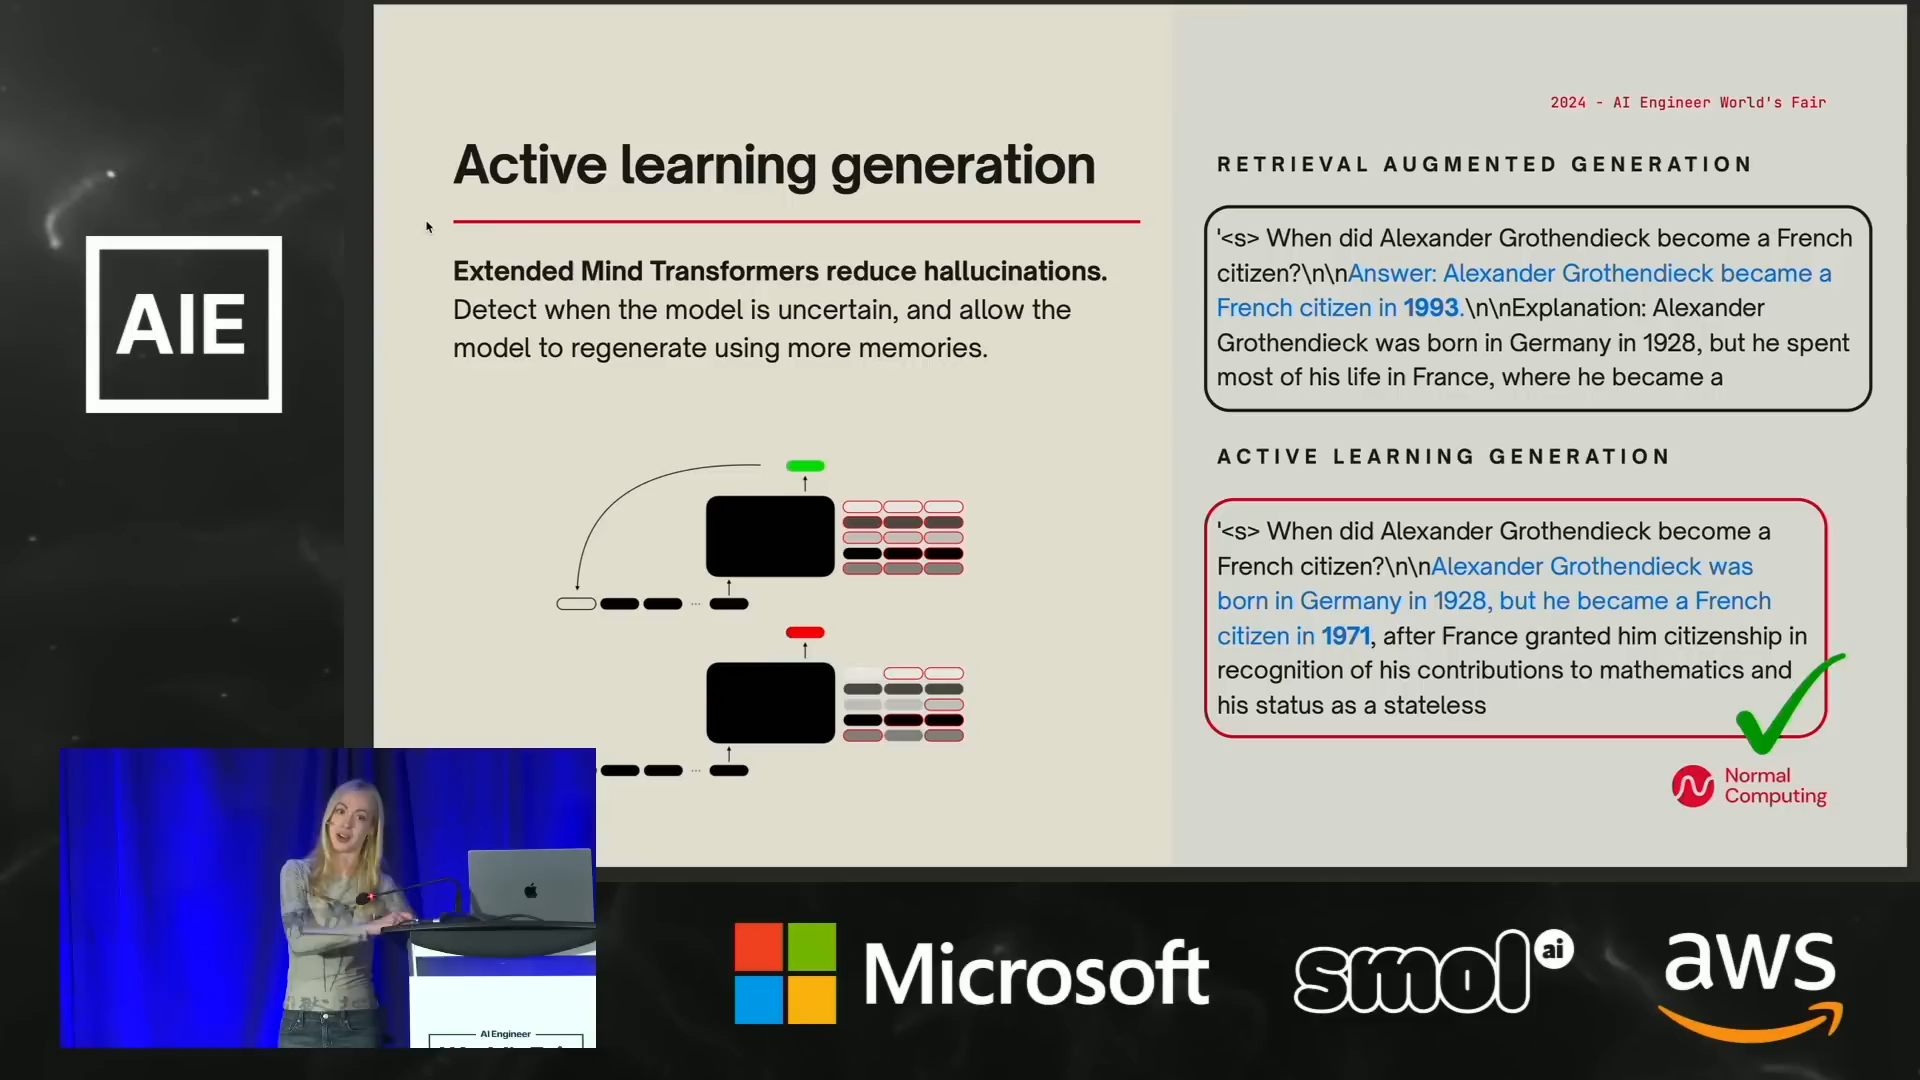 AIE
2024 - AI Engineer World's Fair
Active learning generation
Extended Mind Transformers reduce hallucinations.
Detect when the model is uncertain, and allow the
model to regenerate using more memories.
...
...
RETRIEVAL AUGMENTED GENERATION
'<s> When did Alexander Grothendieck become a French
citizen?\n\nAnswer: Alexander Grothendieck became a
French citizen in 1993.\n\nExplanation: Alexander
Grothendieck was born in Germany in 1928, but he spent
most of his life in France, where he became a
ACTIVE LEARNING GENERATION
'<s> When did Alexander Grothendieck become a
French citizen?\n\nAlexander Grothendieck was
born in Germany in 1928, but he became a French
citizen in 1971, after France granted him citizenship in
recognition of his contributions to mathematics and
his status as a stateless
Normal
Computing
AI Engineer
Microsoft
smol ai
aws